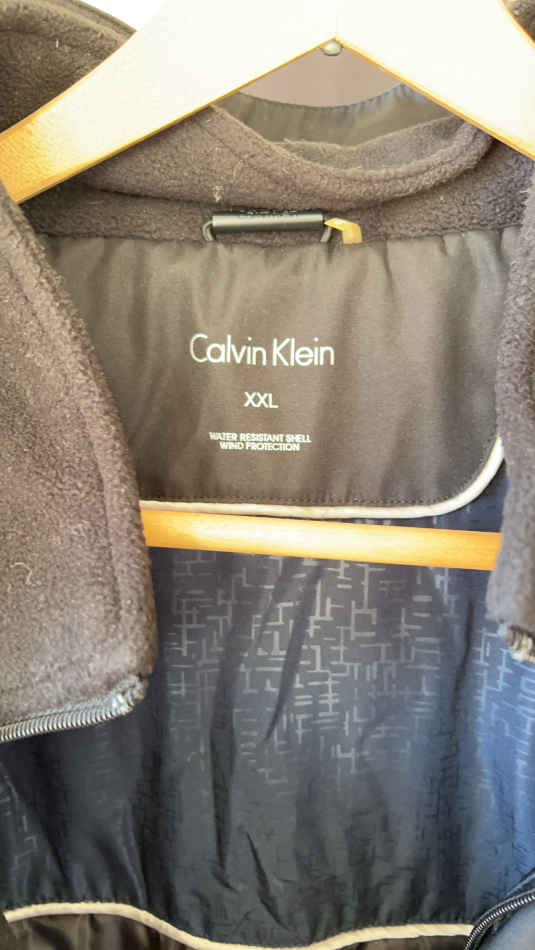 Calvin Klein
XXL
WATER RESISTANT SHELL
WIND PROTECTION